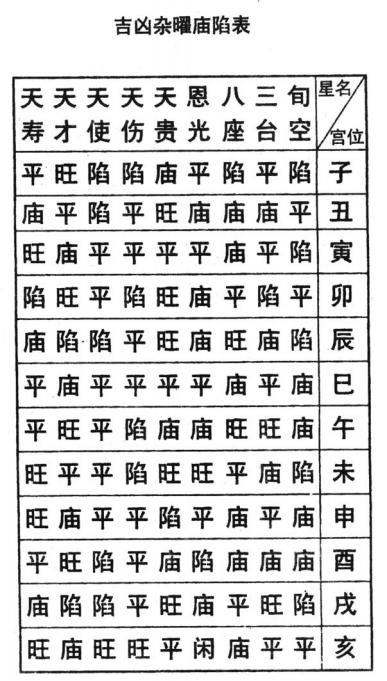 吉凶杂曜庙陷表
天寿 天才 天使 天伤 天贵 恩光 八座 三台 旬空 星名 宫位
平 旺 陷 陷 庙 平 陷 平 陷 子
庙 平 陷 平 旺 庙 庙 庙 平 丑
旺 庙 平 平 平 平 庙 平 陷 寅
陷 旺 平 陷 旺 庙 平 陷 平 卯
庙 陷 陷 平 旺 庙 旺 庙 陷 辰
平 庙 平 平 平 平 庙 平 庙 巳
平 旺 平 陷 庙 庙 旺 旺 庙 午
旺 平 平 陷 旺 旺 平 庙 陷 未
旺 庙 平 平 陷 平 庙 平 庙 申
平 旺 陷 平 庙 陷 庙 庙 庙 酉
庙 陷 陷 平 旺 庙 平 旺 陷 戌
旺 庙 旺 旺 平 闲 庙 平 平 亥